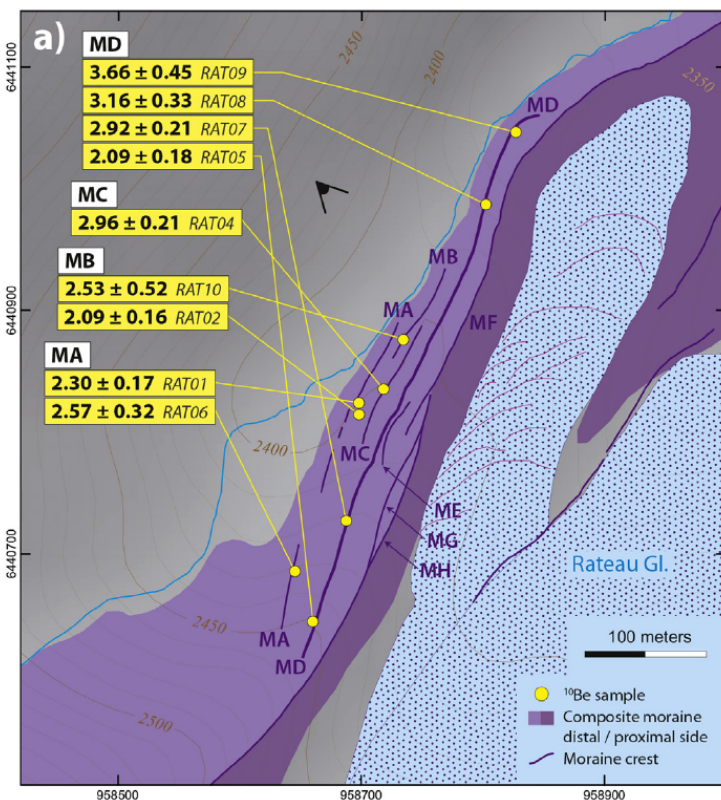 a)
MD
3.66 ± 0.45 RAT09
3.16 ± 0.33 RAT08
2.92 ± 0.21 RAT07
2.09 ± 0.18 RAT05
MC
2.96 ± 0.21 RAT04
MB
2.53 ± 0.52 RAT10
2.09 ± 0.16 RAT02
MA
2.30 ± 0.17 RAT01
2.57 ± 0.32 RAT06
6441100
6440900
6440700
2450
2400
2350
MD
MB
MA
MF
2400
MC
ME
MG
MH
2450
MA
MD
2500
Rateau Gl.
100 meters
¹⁰Be sample
Composite moraine
distal / proximal side
Moraine crest
958500
958700
958900